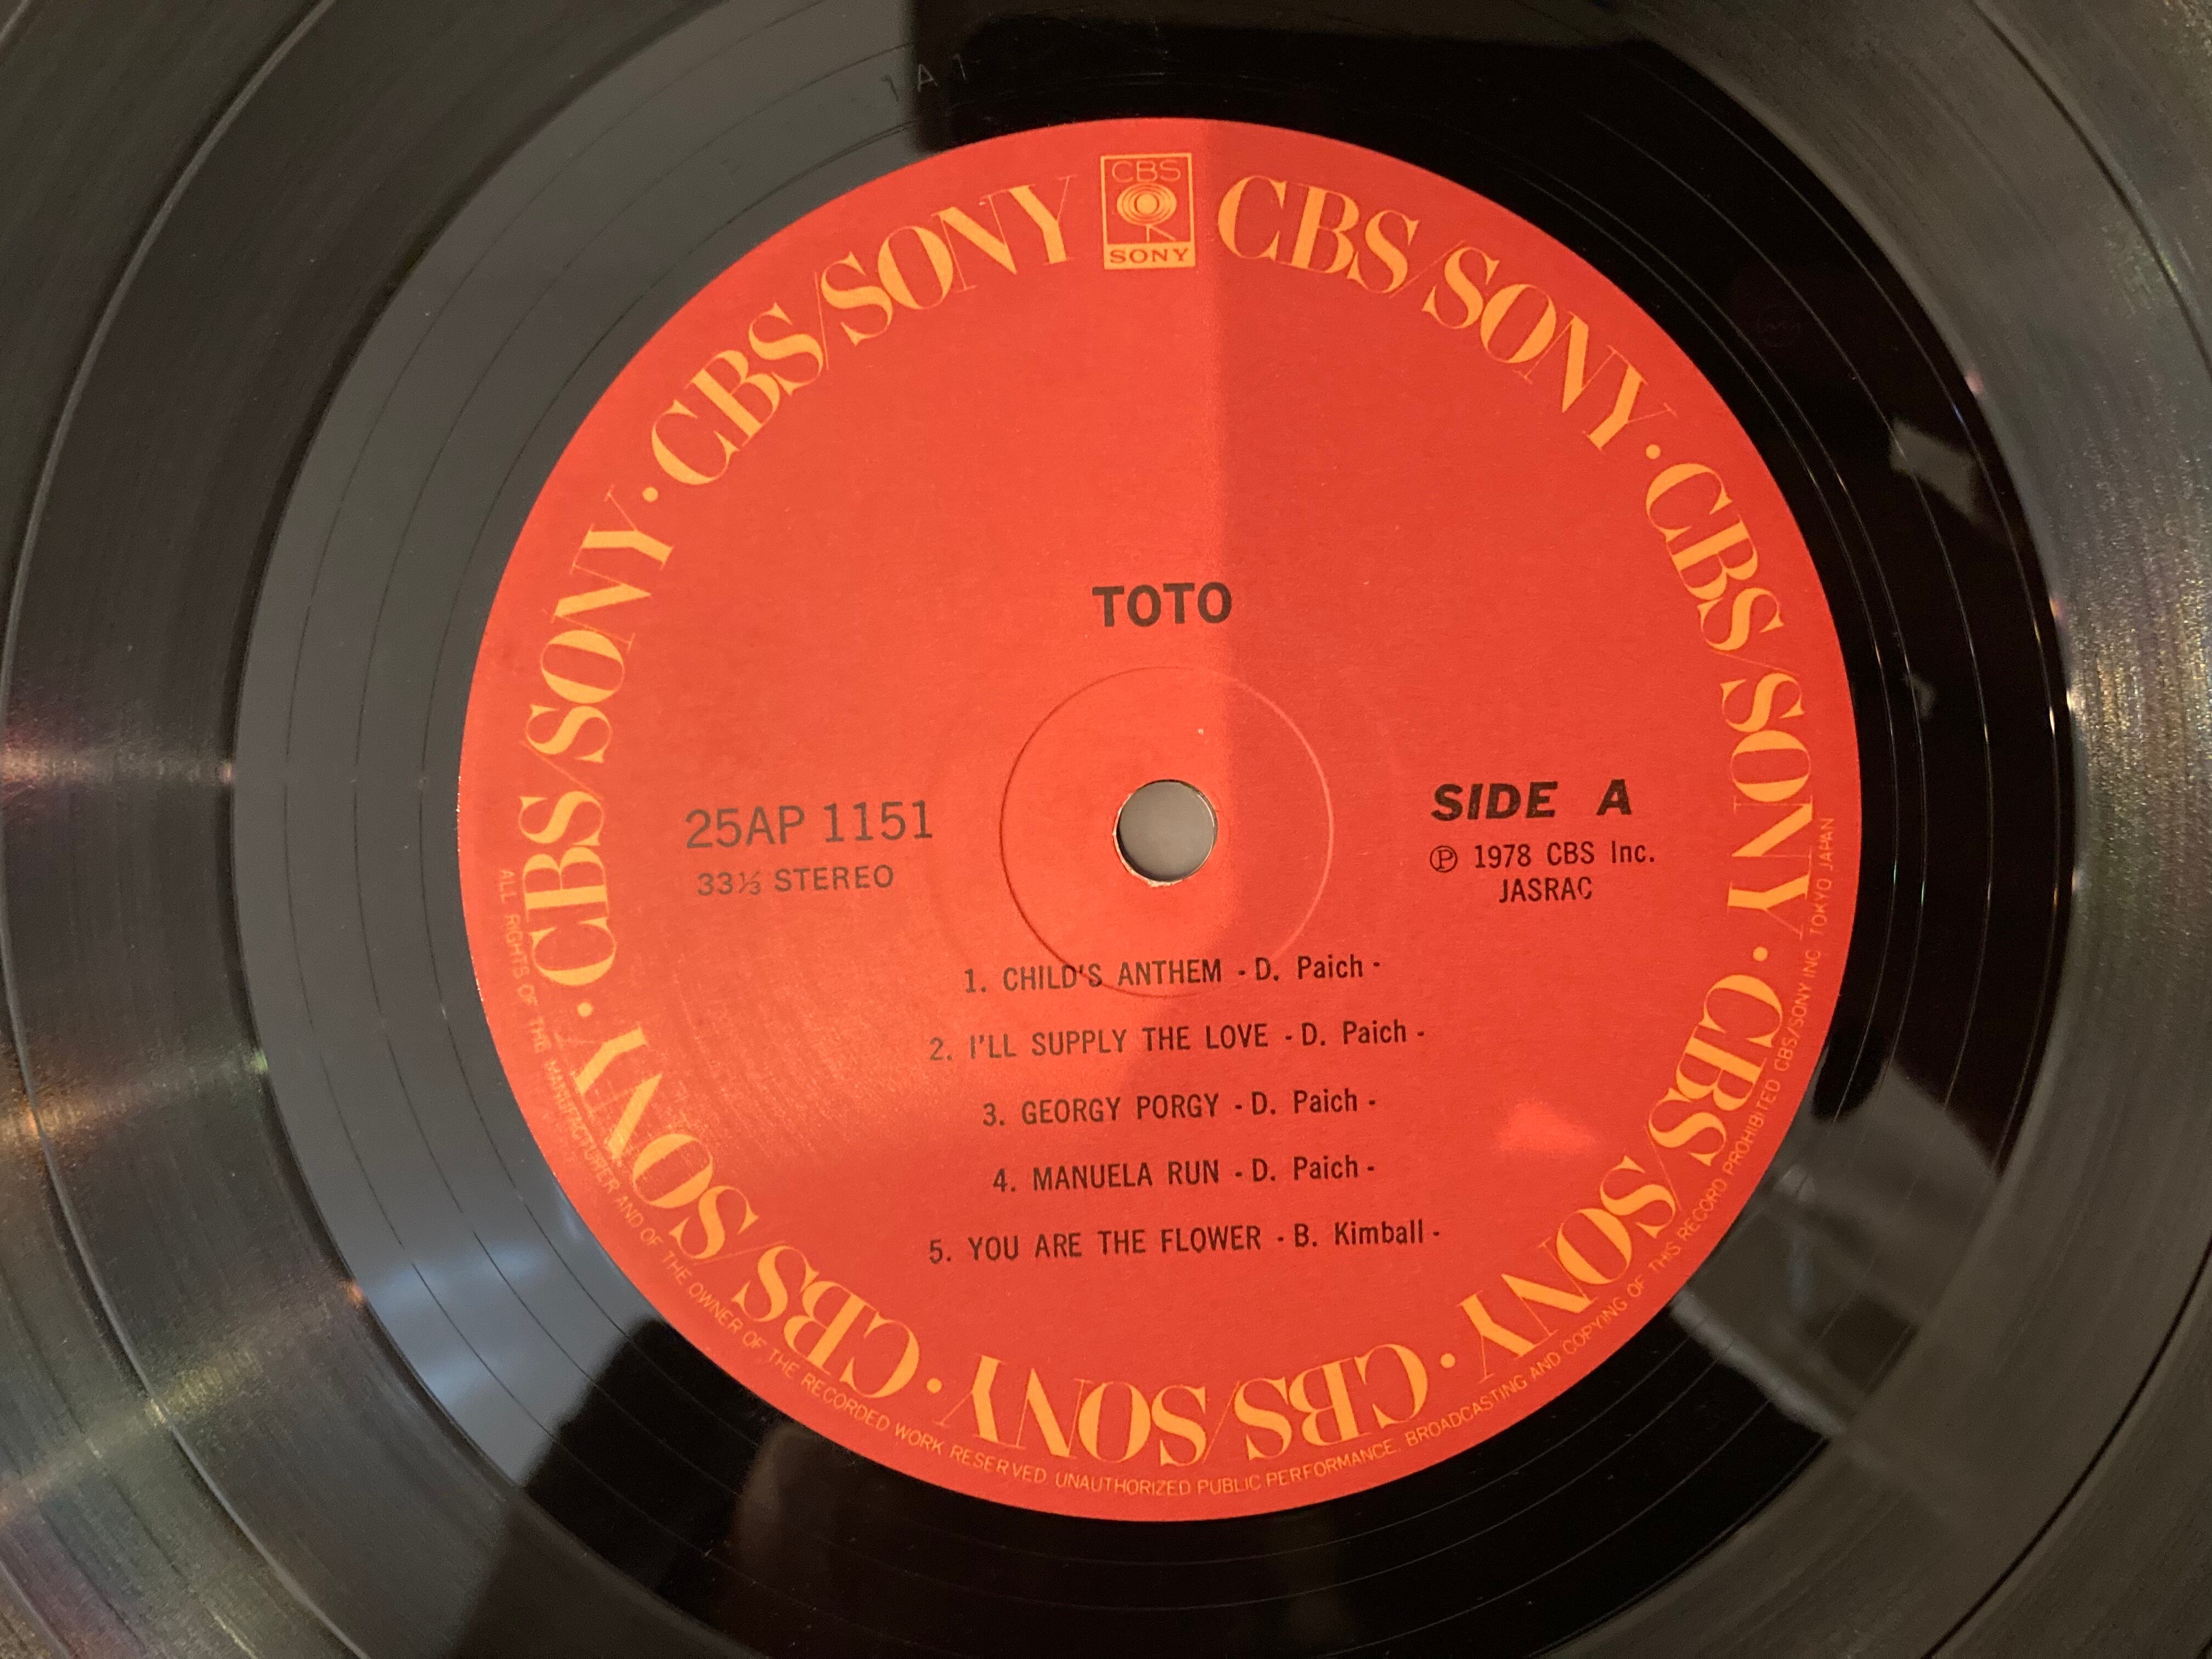 1 A 1
CBS
SONY
CBS/SONY · CBS/SONY · CBS/SONY · CBS/SONY · CBS/SONY · CBS/SONY · CBS/SONY
TOTO
25AP 1151
33⅓ STEREO
SIDE A
Ⓟ 1978 CBS Inc.
JASRAC
1. CHILD'S ANTHEM - D. Paich -
2. I'LL SUPPLY THE LOVE - D. Paich -
3. GEORGY PORGY - D. Paich -
4. MANUELA RUN - D. Paich -
5. YOU ARE THE FLOWER - B. Kimball -
ALL RIGHTS OF THE MANUFACTURER AND OF THE OWNER OF THE RECORDED WORK RESERVED UNAUTHORIZED PUBLIC PERFORMANCE. BROADCASTING AND COPYING OF THIS RECORD PROHIBITED CBS/SONY INC TOKYO JAPAN